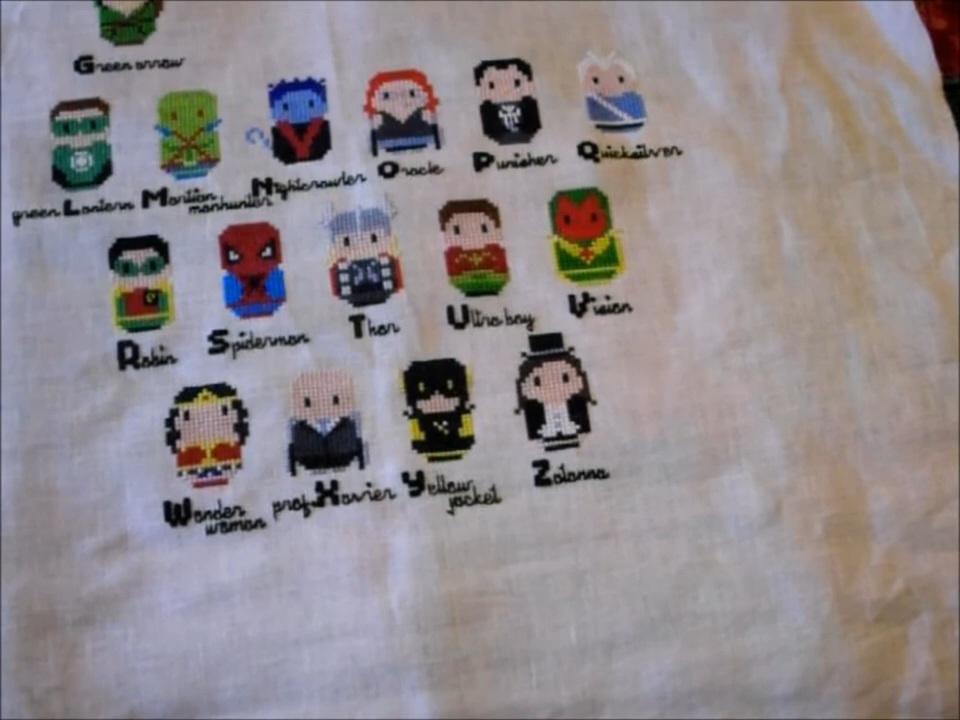 Green arrow
green Lantern Martian manhunter Nightcrawler Oracle Punisher Quicksilver
Robin Spiderman Thor Ultra boy Vision
Wonder woman prof. Xavier Yellow jacket Zatanna